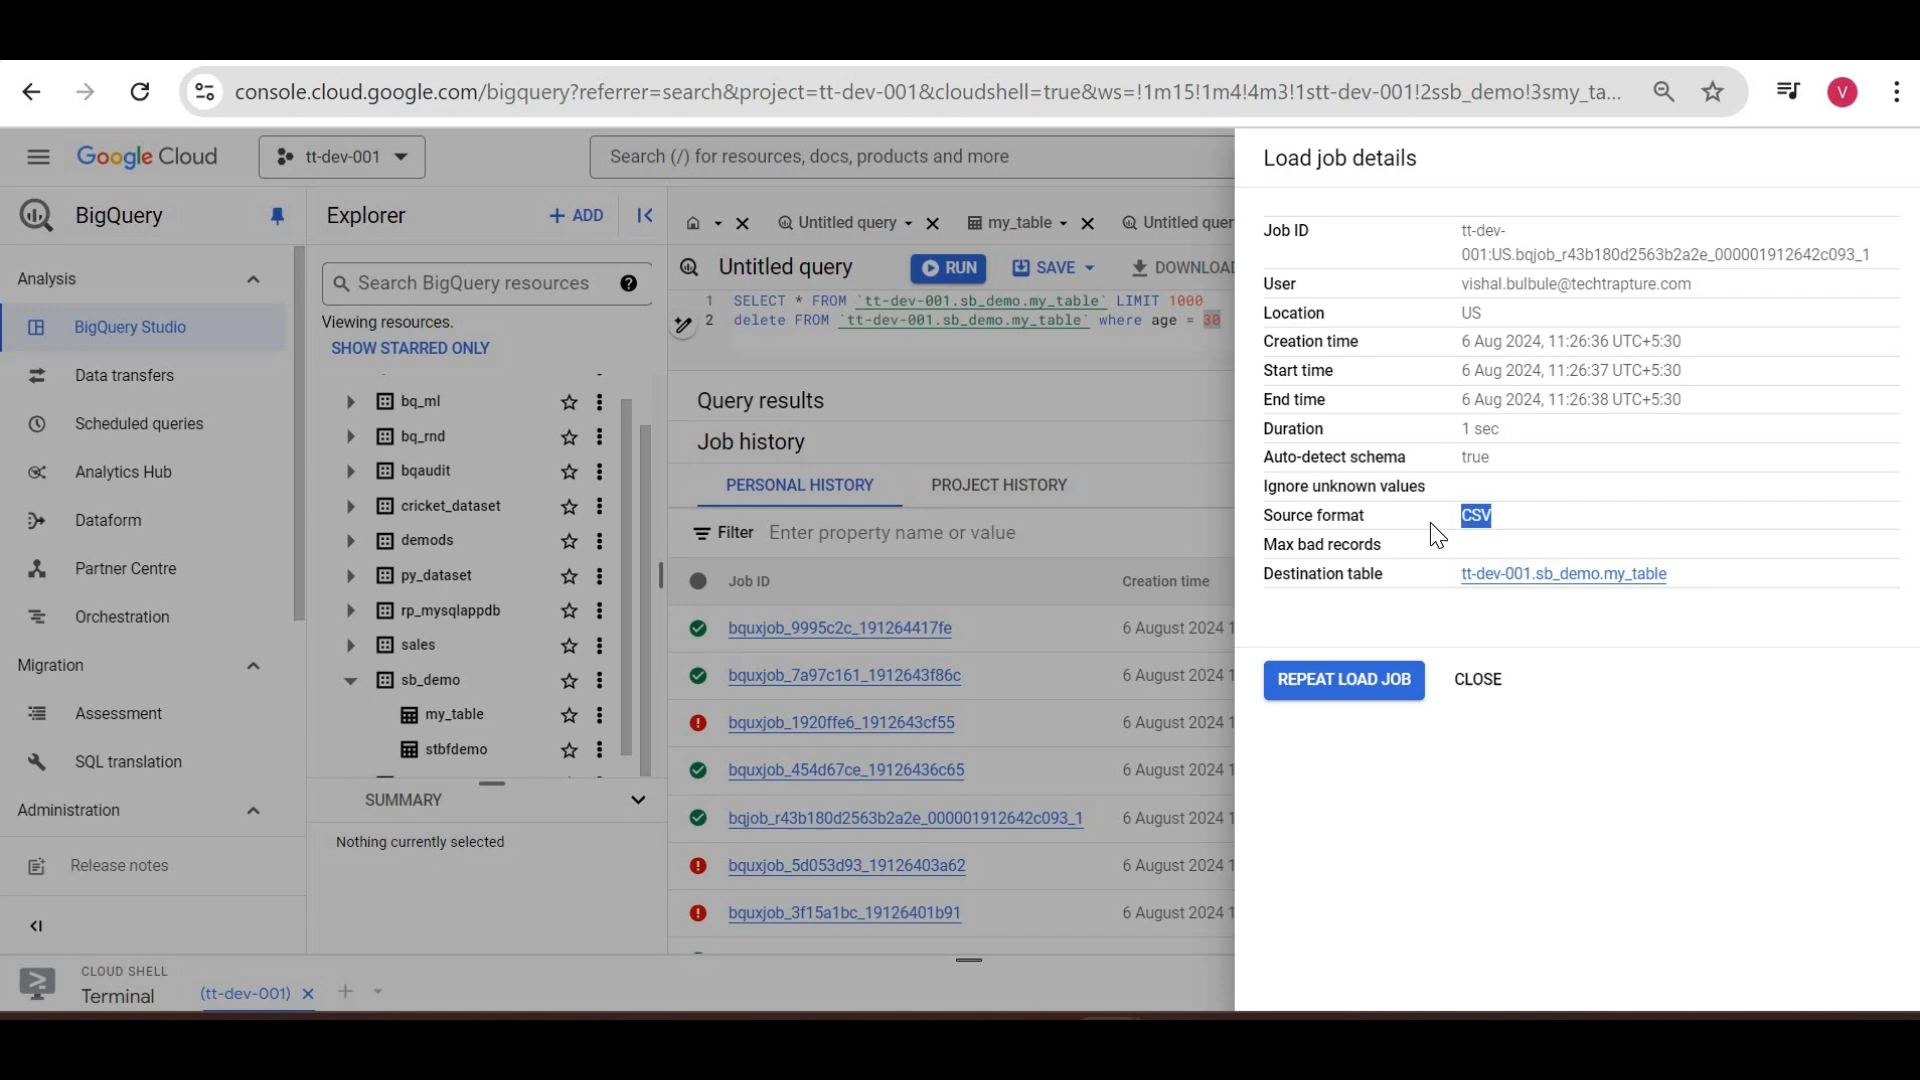 console.cloud.google.com/bigquery?referrer=search&project=tt-dev-001&cloudshell=true&ws=!1m15!1m4!4m3!1stt-dev-001!2ssb_demo!3smy_ta...
V
Google Cloud
tt-dev-001
Search (/) for resources, docs, products and more
BigQuery
Analysis
BigQuery Studio
Data transfers
Scheduled queries
Analytics Hub
Dataform
Partner Centre
Orchestration
Migration
Assessment
SQL translation
Administration
Release notes
Explorer
+ ADD
Search BigQuery resources
Viewing resources.
SHOW STARRED ONLY
bq_ml
bq_rnd
bqaudit
cricket_dataset
demods
py_dataset
rp_mysqlappdb
sales
sb_demo
my_table
stbfdemo
SUMMARY
Nothing currently selected
Untitled query
my_table
Untitled quer
Untitled query
RUN
SAVE
DOWNLOAD
1 SELECT * FROM `tt-dev-001.sb_demo.my_table` LIMIT 1000
2 delete FROM `tt-dev-001.sb_demo.my_table` where age = 30
Query results
Job history
PERSONAL HISTORY
PROJECT HISTORY
Filter Enter property name or value
Job ID Creation time
bquxjob_9995c2c_191264417fe 6 August 2024 1
bquxjob_7a97c161_1912643f86c 6 August 2024 1
bquxjob_1920ffe6_1912643cf55 6 August 2024 1
bquxjob_454d67ce_19126436c65 6 August 2024 1
bqjob_r43b180d2563b2a2e_000001912642c093_1 6 August 2024 1
bquxjob_5d053d93_19126403a62 6 August 2024 1
bquxjob_3f15a1bc_19126401b91 6 August 2024 1
Load job details
Job ID tt-dev-
001:US.bqjob_r43b180d2563b2a2e_000001912642c093_1
User vishal.bulbule@techtrapture.com
Location US
Creation time 6 Aug 2024, 11:26:36 UTC+5:30
Start time 6 Aug 2024, 11:26:37 UTC+5:30
End time 6 Aug 2024, 11:26:38 UTC+5:30
Duration 1 sec
Auto-detect schema true
Ignore unknown values
Source format CSV
Max bad records
Destination table tt-dev-001.sb_demo.my_table
REPEAT LOAD JOB
CLOSE
CLOUD SHELL
Terminal
(tt-dev-001)